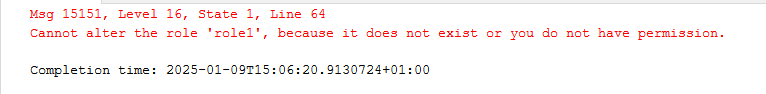 Msg 15151, Level 16, State 1, Line 64
Cannot alter the role 'role1', because it does not exist or you do not have permission.
Completion time: 2025-01-09T15:06:20.9130724+01:00